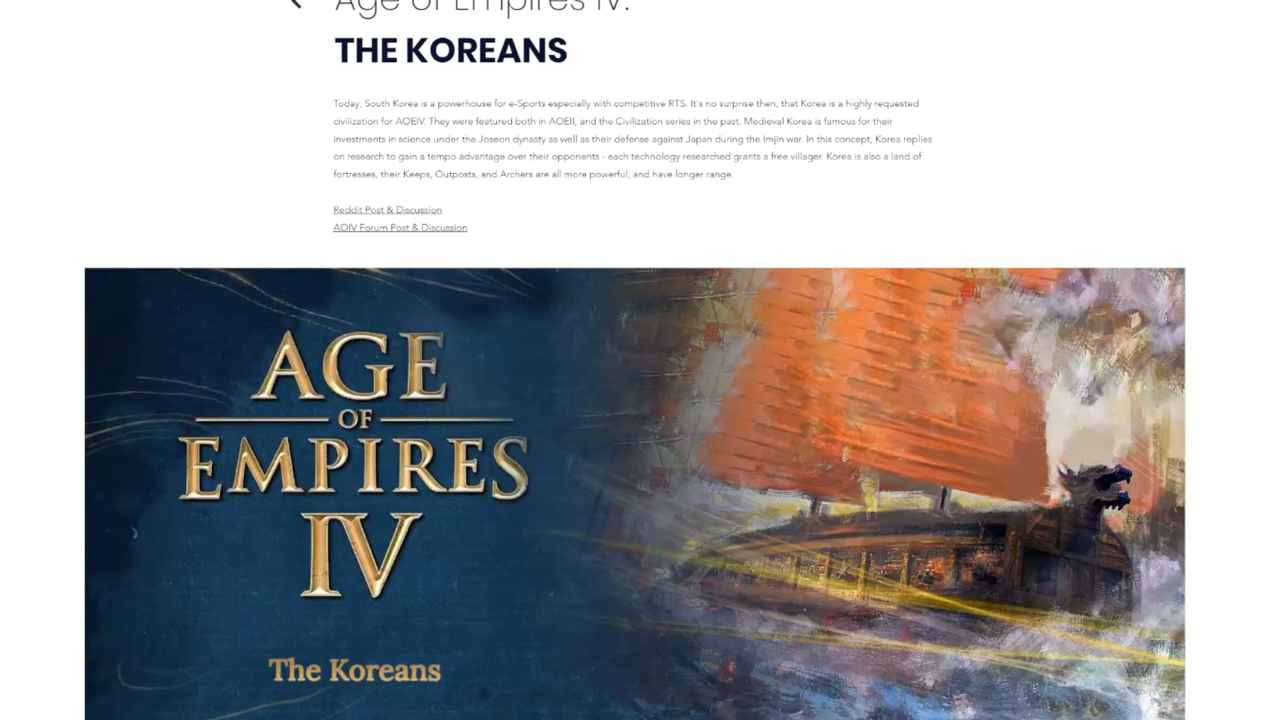 Age of Empires IV:
THE KOREANS
Today, South Korea is a powerhouse for e-Sports especially with competitive RTS. It's no surprise then, that Korea is a highly requested
civilization for AOEIV. They were featured both in AOEII, and the Civilization series in the past. Medieval Korea is famous for their
investments in science under the Joseon dynasty as well as their defense against Japan during the Imjin war. In this concept, Korea replies
on research to gain a tempo advantage over their opponents - each technology researched grants a free villager. Korea is also a land of
fortresses, their Keeps, Outposts, and Archers are all more powerful, and have longer range.
Reddit Post & Discussion
AOIV Forum Post & Discussion
AGE
OF
EMPIRES
IV
The Koreans